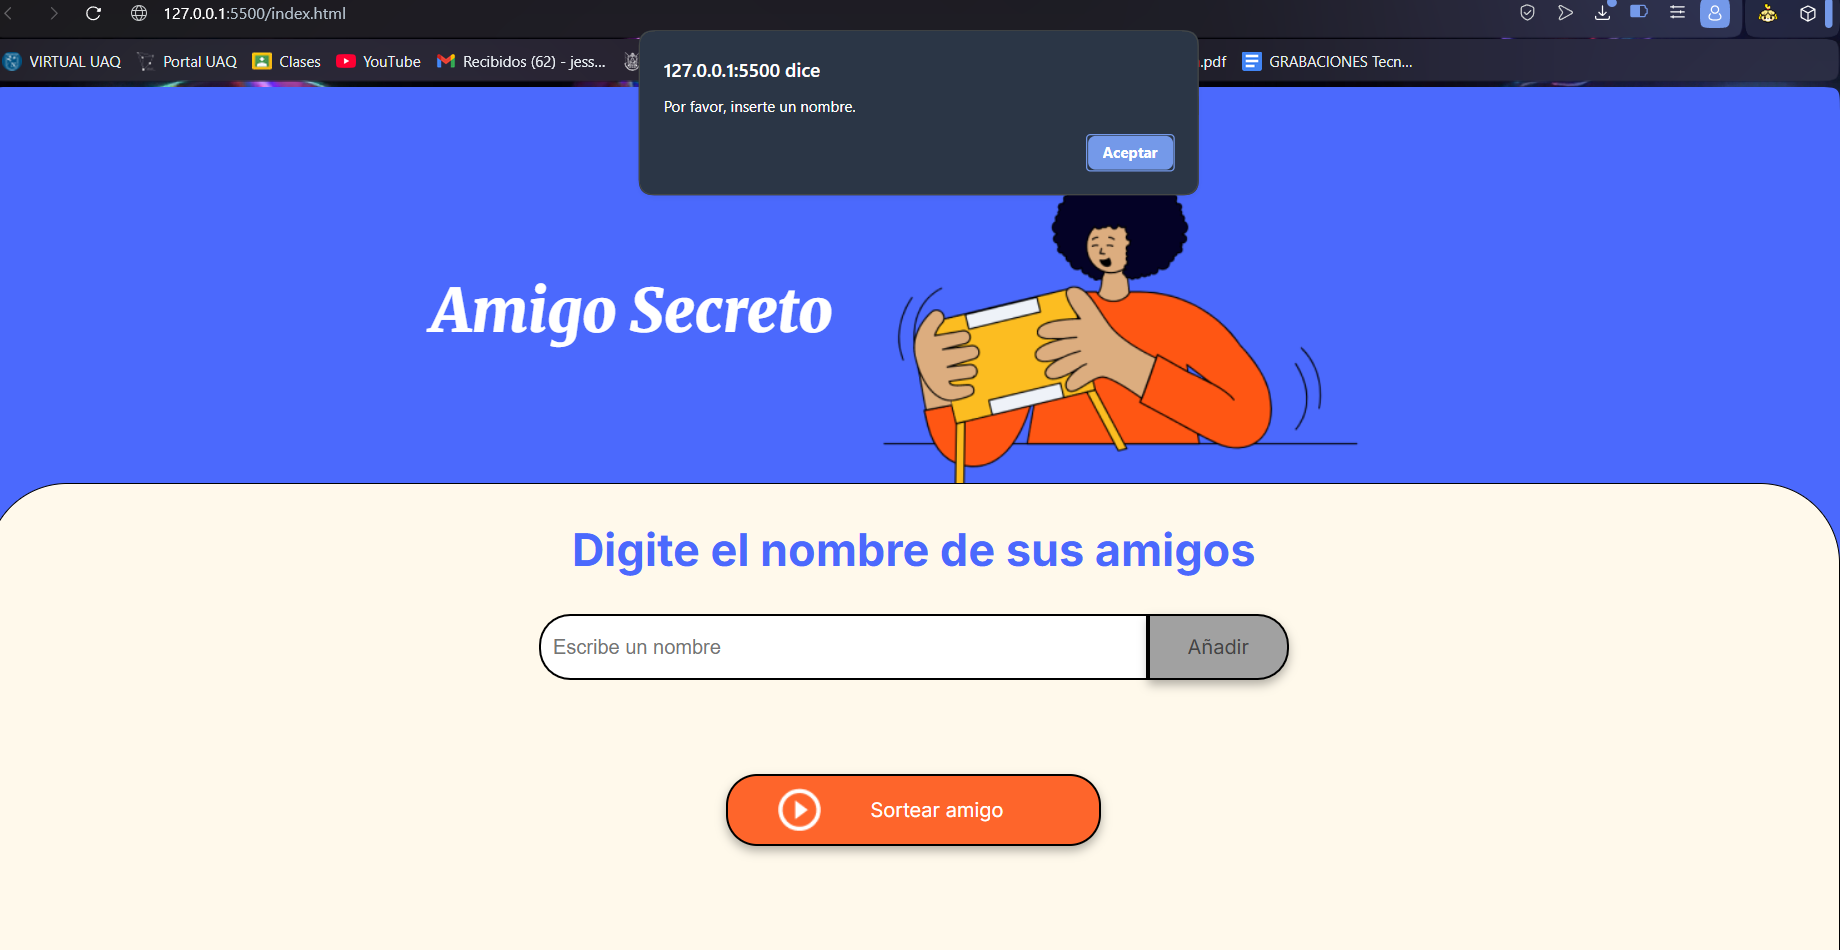 127.0.0.1:5500/index.html
VIRTUAL UAQ
Portal UAQ
Clases
YouTube
Recibidos (62) - jess...
.pdf
GRABACIONES Tecn...
127.0.0.1:5500 dice
Por favor, inserte un nombre.
Aceptar
Amigo Secreto
Digite el nombre de sus amigos
Escribe un nombre
Añadir
Sortear amigo